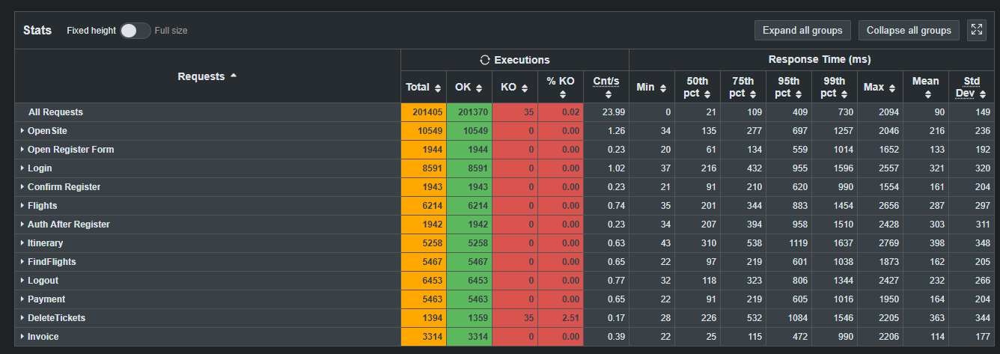 Stats Fixed height Full size Expand all groups Collapse all groups
Executions Response Time (ms)
Requests Total OK KO % KO Cnt/s Min 50th pct 75th pct 95th pct 99th pct Max Mean Std Dev
All Requests 201405 201370 35 0.02 23.99 0 21 109 409 730 2094 90 149
OpenSite 10549 10549 0 0.00 1.26 34 135 277 697 1257 2046 216 236
Open Register Form 1944 1944 0 0.00 0.23 20 61 134 559 1014 1652 133 192
Login 8591 8591 0 0.00 1.02 37 216 432 955 1596 2557 321 320
Confirm Register 1943 1943 0 0.00 0.23 21 91 210 620 990 1554 161 204
Flights 6214 6214 0 0.00 0.74 35 201 344 883 1454 2656 287 297
Auth After Register 1942 1942 0 0.00 0.23 34 207 394 958 1510 2428 303 311
Itinerary 5258 5258 0 0.00 0.63 43 310 538 1119 1637 2769 398 348
FindFlights 5467 5467 0 0.00 0.65 22 97 219 601 1038 1873 162 205
Logout 6453 6453 0 0.00 0.77 32 118 323 806 1344 2427 232 266
Payment 5463 5463 0 0.00 0.65 22 91 219 605 1016 1950 164 204
DeleteTickets 1394 1359 35 2.51 0.17 28 226 532 1084 1546 2205 363 344
Invoice 3314 3314 0 0.00 0.39 22 25 115 472 990 2206 114 177